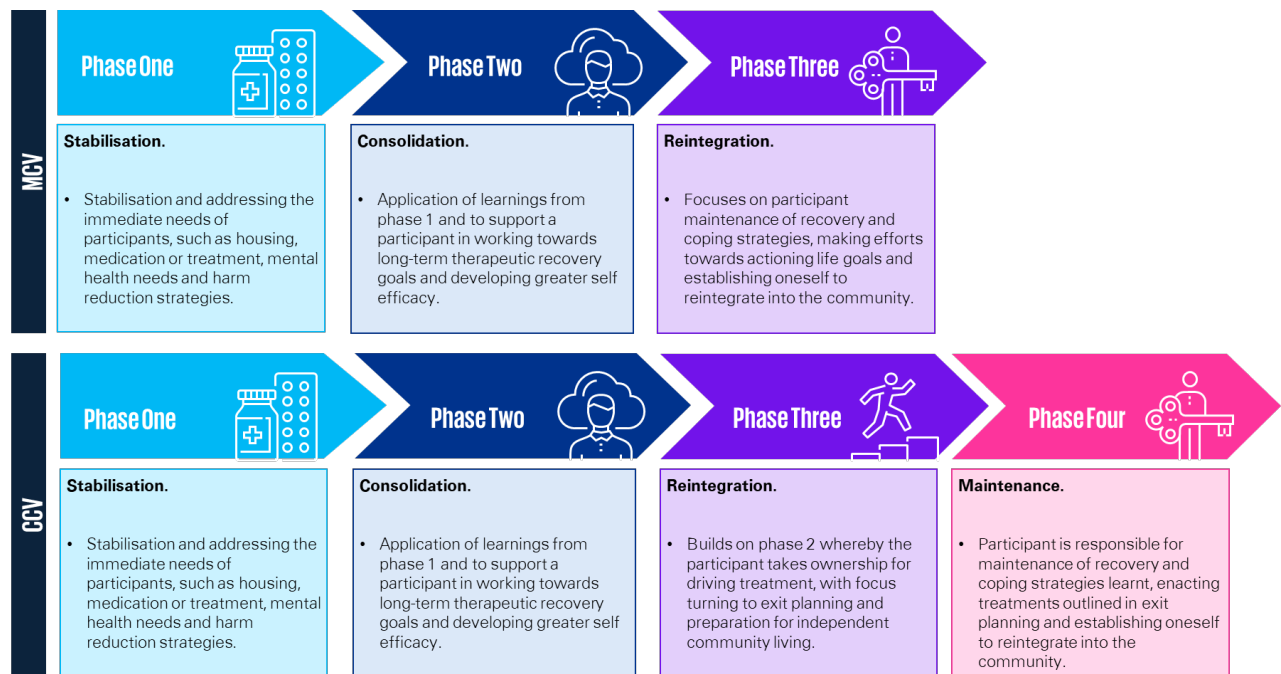 MCV
Phase One
Phase Two
Phase Three
Stabilisation.
• Stabilisation and addressing the
immediate needs of
participants, such as housing,
medication or treatment, mental
health needs and harm
reduction strategies.
Consolidation.
• Application of learnings from
phase 1 and to support a
participant in working towards
long-term therapeutic recovery
goals and developing greater self
efficacy.
Reintegration.
• Focuses on participant
maintenance of recovery and
coping strategies, making efforts
towards actioning life goals and
establishing oneself to
reintegrate into the community.
CCV
Phase One
Phase Two
Phase Three
Phase Four
Stabilisation.
• Stabilisation and addressing the
immediate needs of
participants, such as housing,
medication or treatment, mental
health needs and harm
reduction strategies.
Consolidation.
• Application of learnings from
phase 1 and to support a
participant in working towards
long-term therapeutic recovery
goals and developing greater self
efficacy.
Reintegration.
• Builds on phase 2 whereby the
participant takes ownership for
driving treatment, with focus
turning to exit planning and
preparation for independent
community living.
Maintenance.
• Participant is responsible for
maintenance of recovery and
coping strategies learnt, enacting
treatments outlined in exit
planning and establishing oneself
to reintegrate into the
community.